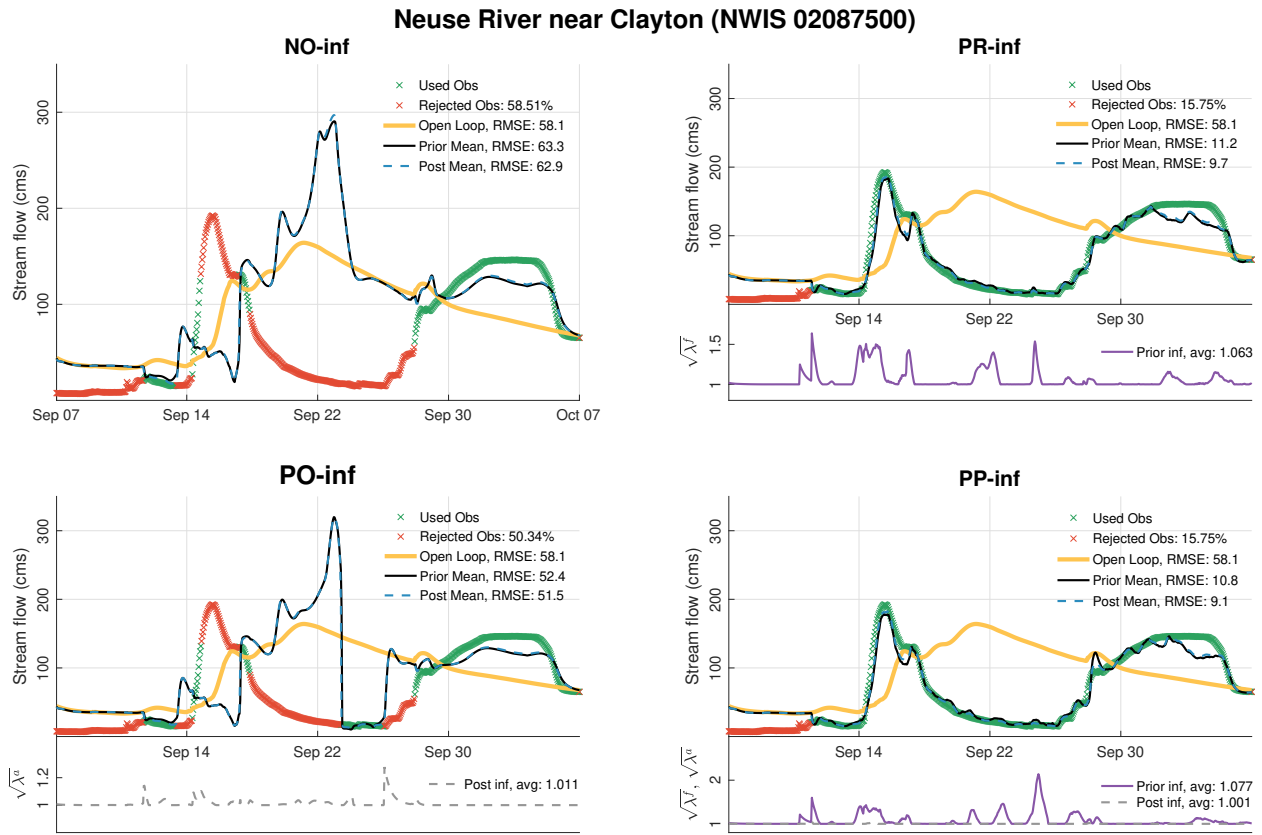 Neuse River near Clayton (NWIS 02087500)
NO-inf
Stream flow (cms)
300
200
100
Used Obs
Rejected Obs: 58.51%
Open Loop, RMSE: 58.1
Prior Mean, RMSE: 63.3
Post Mean, RMSE: 62.9
Sep 07
Sep 14
Sep 22
Sep 30
Oct 07
PR-inf
Stream flow (cms)
300
200
100
Used Obs
Rejected Obs: 15.75%
Open Loop, RMSE: 58.1
Prior Mean, RMSE: 11.2
Post Mean, RMSE: 9.7
Sep 14
Sep 22
Sep 30
√λᶠ
1.5
1
Prior inf, avg: 1.063
PO-inf
Stream flow (cms)
300
200
100
Used Obs
Rejected Obs: 50.34%
Open Loop, RMSE: 58.1
Prior Mean, RMSE: 52.4
Post Mean, RMSE: 51.5
Sep 14
Sep 22
Sep 30
√λᵃ
1.2
1
Post inf, avg: 1.011
PP-inf
Stream flow (cms)
300
200
100
Used Obs
Rejected Obs: 15.75%
Open Loop, RMSE: 58.1
Prior Mean, RMSE: 10.8
Post Mean, RMSE: 9.1
Sep 14
Sep 22
Sep 30
√λᶠ, √λᵃ
2
1
Prior inf, avg: 1.077
Post inf, avg: 1.001